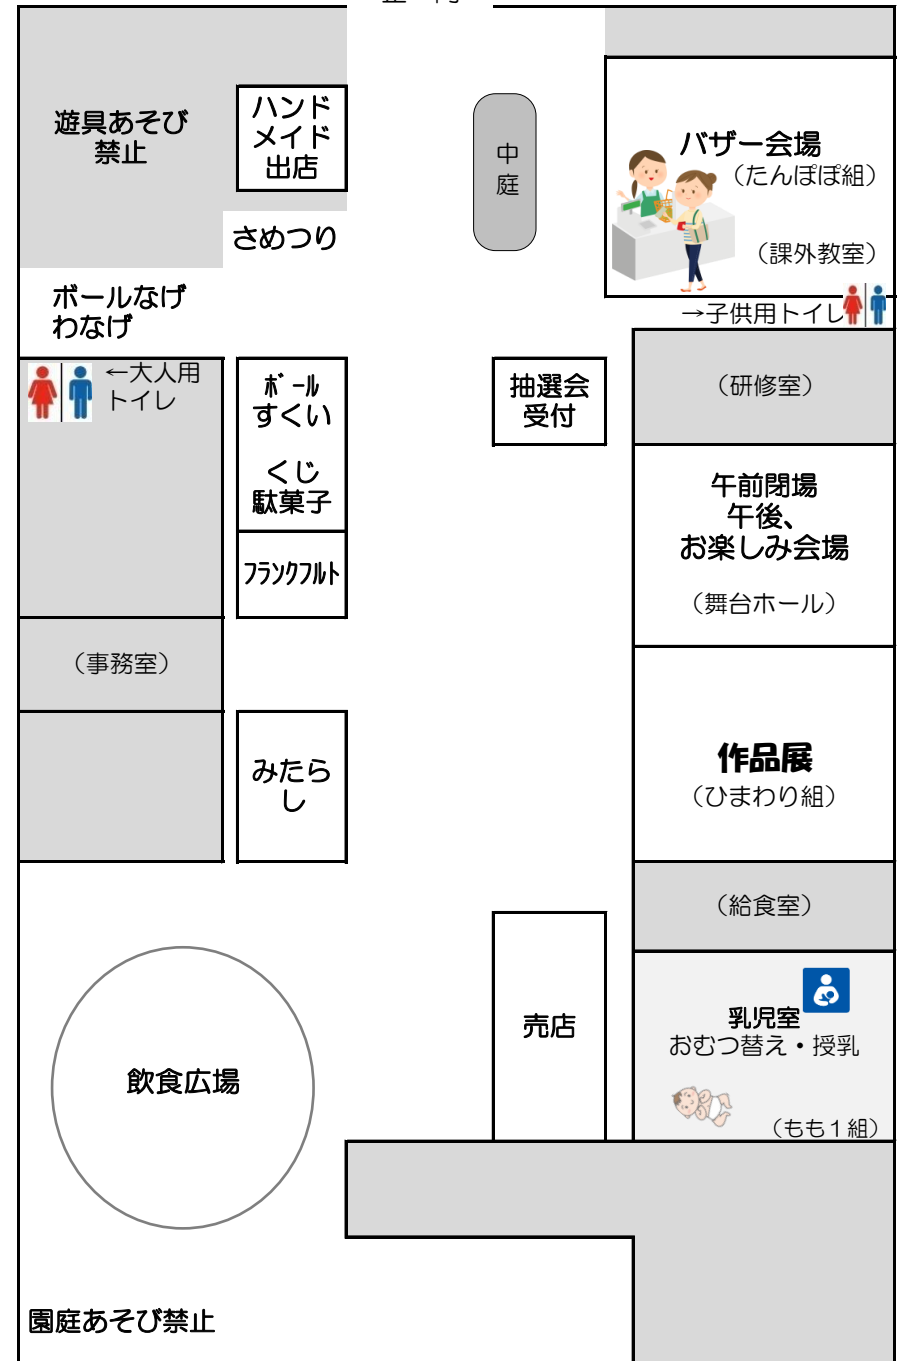 遊具あそび
禁止
ハンド
メイド
出店
中
庭
バザー会場
（たんぽぽ組）
（課外教室）
さめつり
ボールなげ
わなげ
→子供用トイレ
←大人用
トイレ
ﾎﾞｰﾙ
すくい
くじ
駄菓子
ﾌﾗﾝｸﾌﾙﾄ
抽選会
受付
（研修室）
午前閉場
午後、
お楽しみ会場
（舞台ホール）
（事務室）
みたら
し
作品展
（ひまわり組）
（給食室）
売店
乳児室
おむつ替え・授乳
（もも１組）
飲食広場
園庭あそび禁止